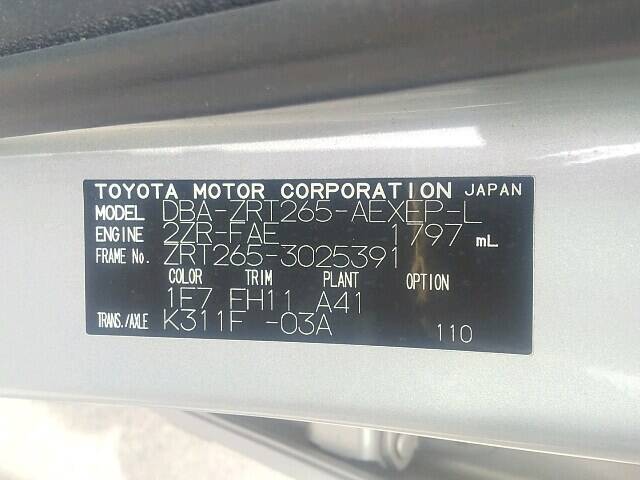 TOYOTA MOTOR CORPORATION JAPAN
MODEL DBA-ZRT265-AEXEP-L
ENGINE 2ZR-FAE 1797 mL
FRAME No. ZRT265-3025391
COLOR TRIM PLANT OPTION
1F7 FH11 A41
TRANS./AXLE K311F -03A
110